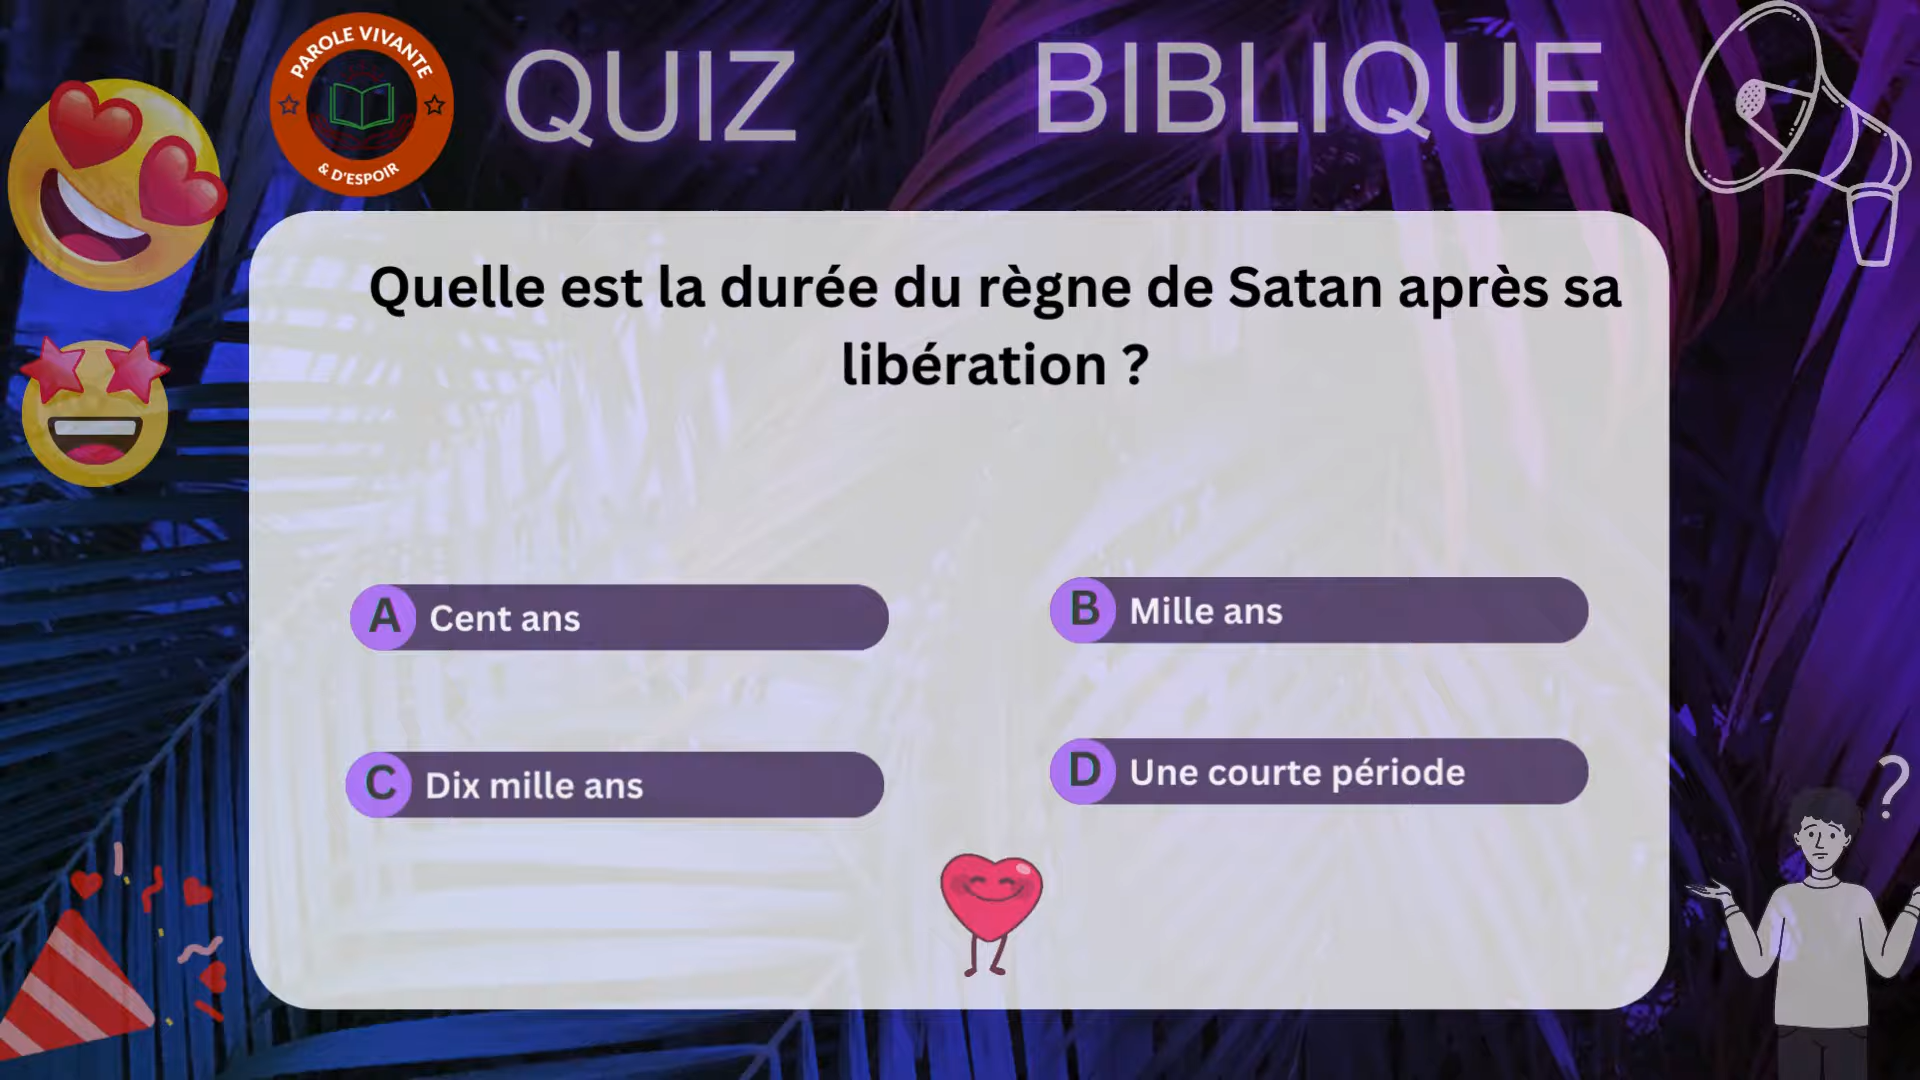 PAROLE VIVANTE
& D'ESPOIR
QUIZ BIBLIQUE
Quelle est la durée du règne de Satan après sa
libération ?
A Cent ans
B Mille ans
C Dix mille ans
D Une courte période
?